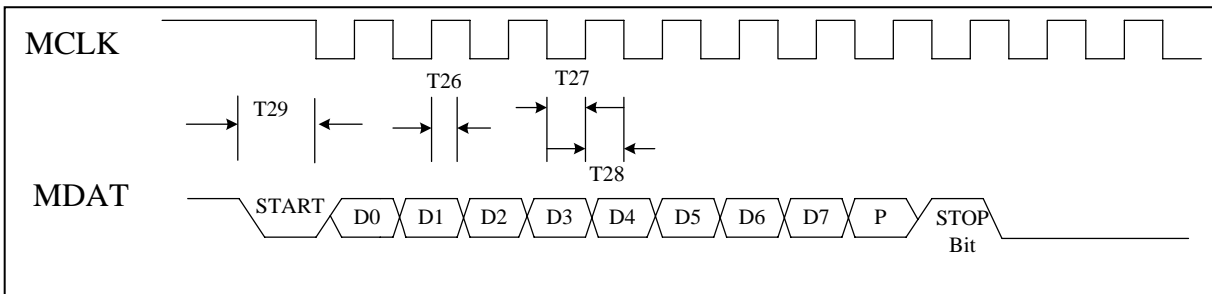 MCLK
T26
T27
T29
T28
MDAT
START D0 D1 D2 D3 D4 D5 D6 D7 P STOP
Bit